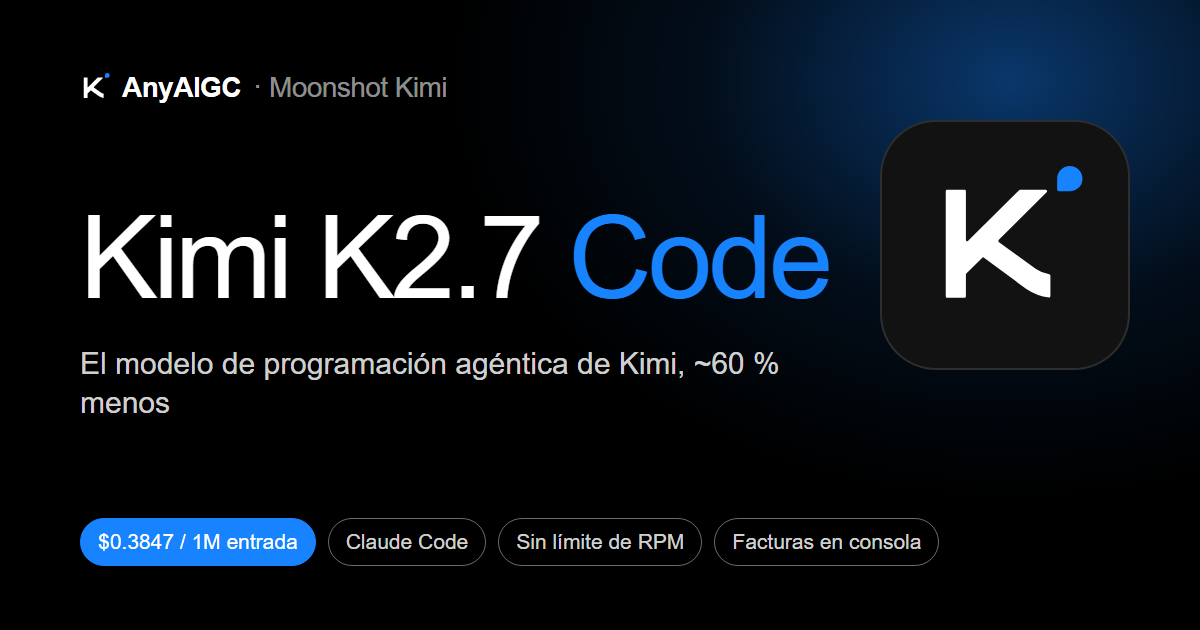 AnyAIGC · Moonshot Kimi
Kimi K2.7 Code
El modelo de programación agéntica de Kimi, ~60 %
menos
$0.3847 / 1M entrada
Claude Code
Sin límite de RPM
Facturas en consola